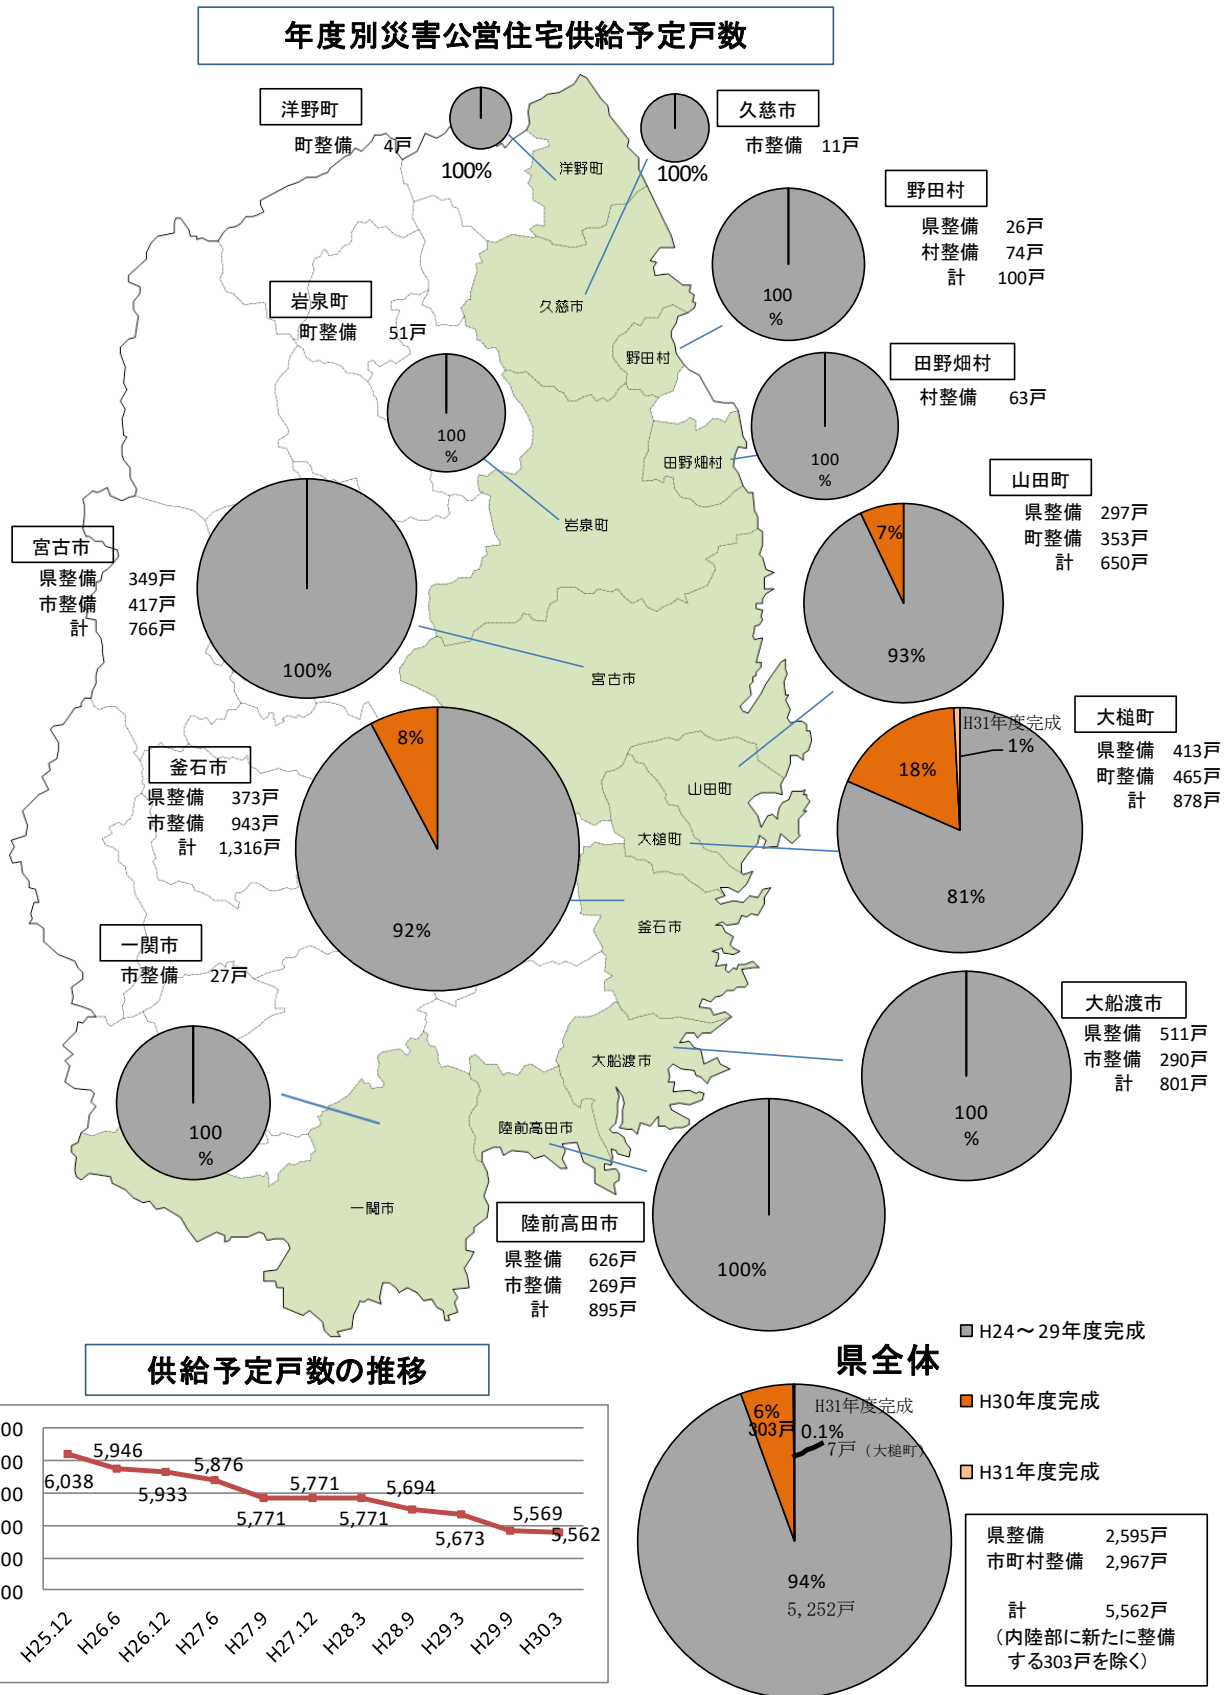 年度別災害公営住宅供給予定戸数
洋野町
町整備 4戸
100%
久慈市
市整備 11戸
100%
野田村
県整備 26戸
村整備 74戸
計 100戸
100
%
岩泉町
町整備 51戸
100
%
田野畑村
村整備 63戸
100
%
山田町
県整備 297戸
町整備 353戸
計 650戸
7%
93%
宮古市
県整備 349戸
市整備 417戸
計 766戸
100%
大槌町
県整備 413戸
町整備 465戸
計 878戸
H31年度完成
1%
18%
81%
釜石市
県整備 373戸
市整備 943戸
計 1,316戸
8%
92%
一関市
市整備 27戸
100
%
大船渡市
県整備 511戸
市整備 290戸
計 801戸
100
%
陸前高田市
県整備 626戸
市整備 269戸
計 895戸
100%
洋野町
久慈市
野田村
田野畑村
岩泉町
宮古市
山田町
大槌町
釜石市
大船渡市
陸前高田市
一関市
供給予定戸数の推移
00
00
00
00
00
00
6,038
5,946
5,933
5,876
5,771
5,771
5,771
5,694
5,673
5,569
5,562
H25.12
H26.6
H26.12
H27.6
H27.9
H27.12
H28.3
H28.9
H29.3
H29.9
H30.3
県全体
H31年度完成
6%
303戸
0.1%
7戸（大槌町）
94%
5,252戸
H24～29年度完成
H30年度完成
H31年度完成
県整備 2,595戸
市町村整備 2,967戸
計 5,562戸
（内陸部に新たに整備
する303戸を除く）